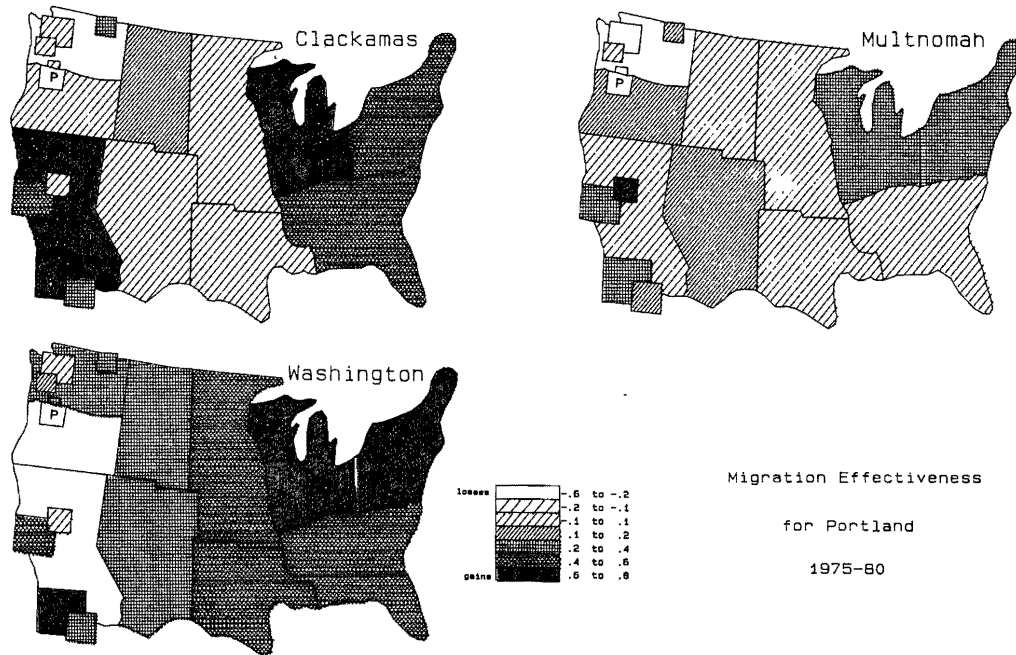 Clackamas
P
Multnomah
P
Washington
P
losses
-.6 to -.2
-.2 to -.1
-.1 to .1
.1 to .2
.2 to .4
.4 to .6
.6 to .8
gains
Migration Effectiveness
for Portland
1975-80